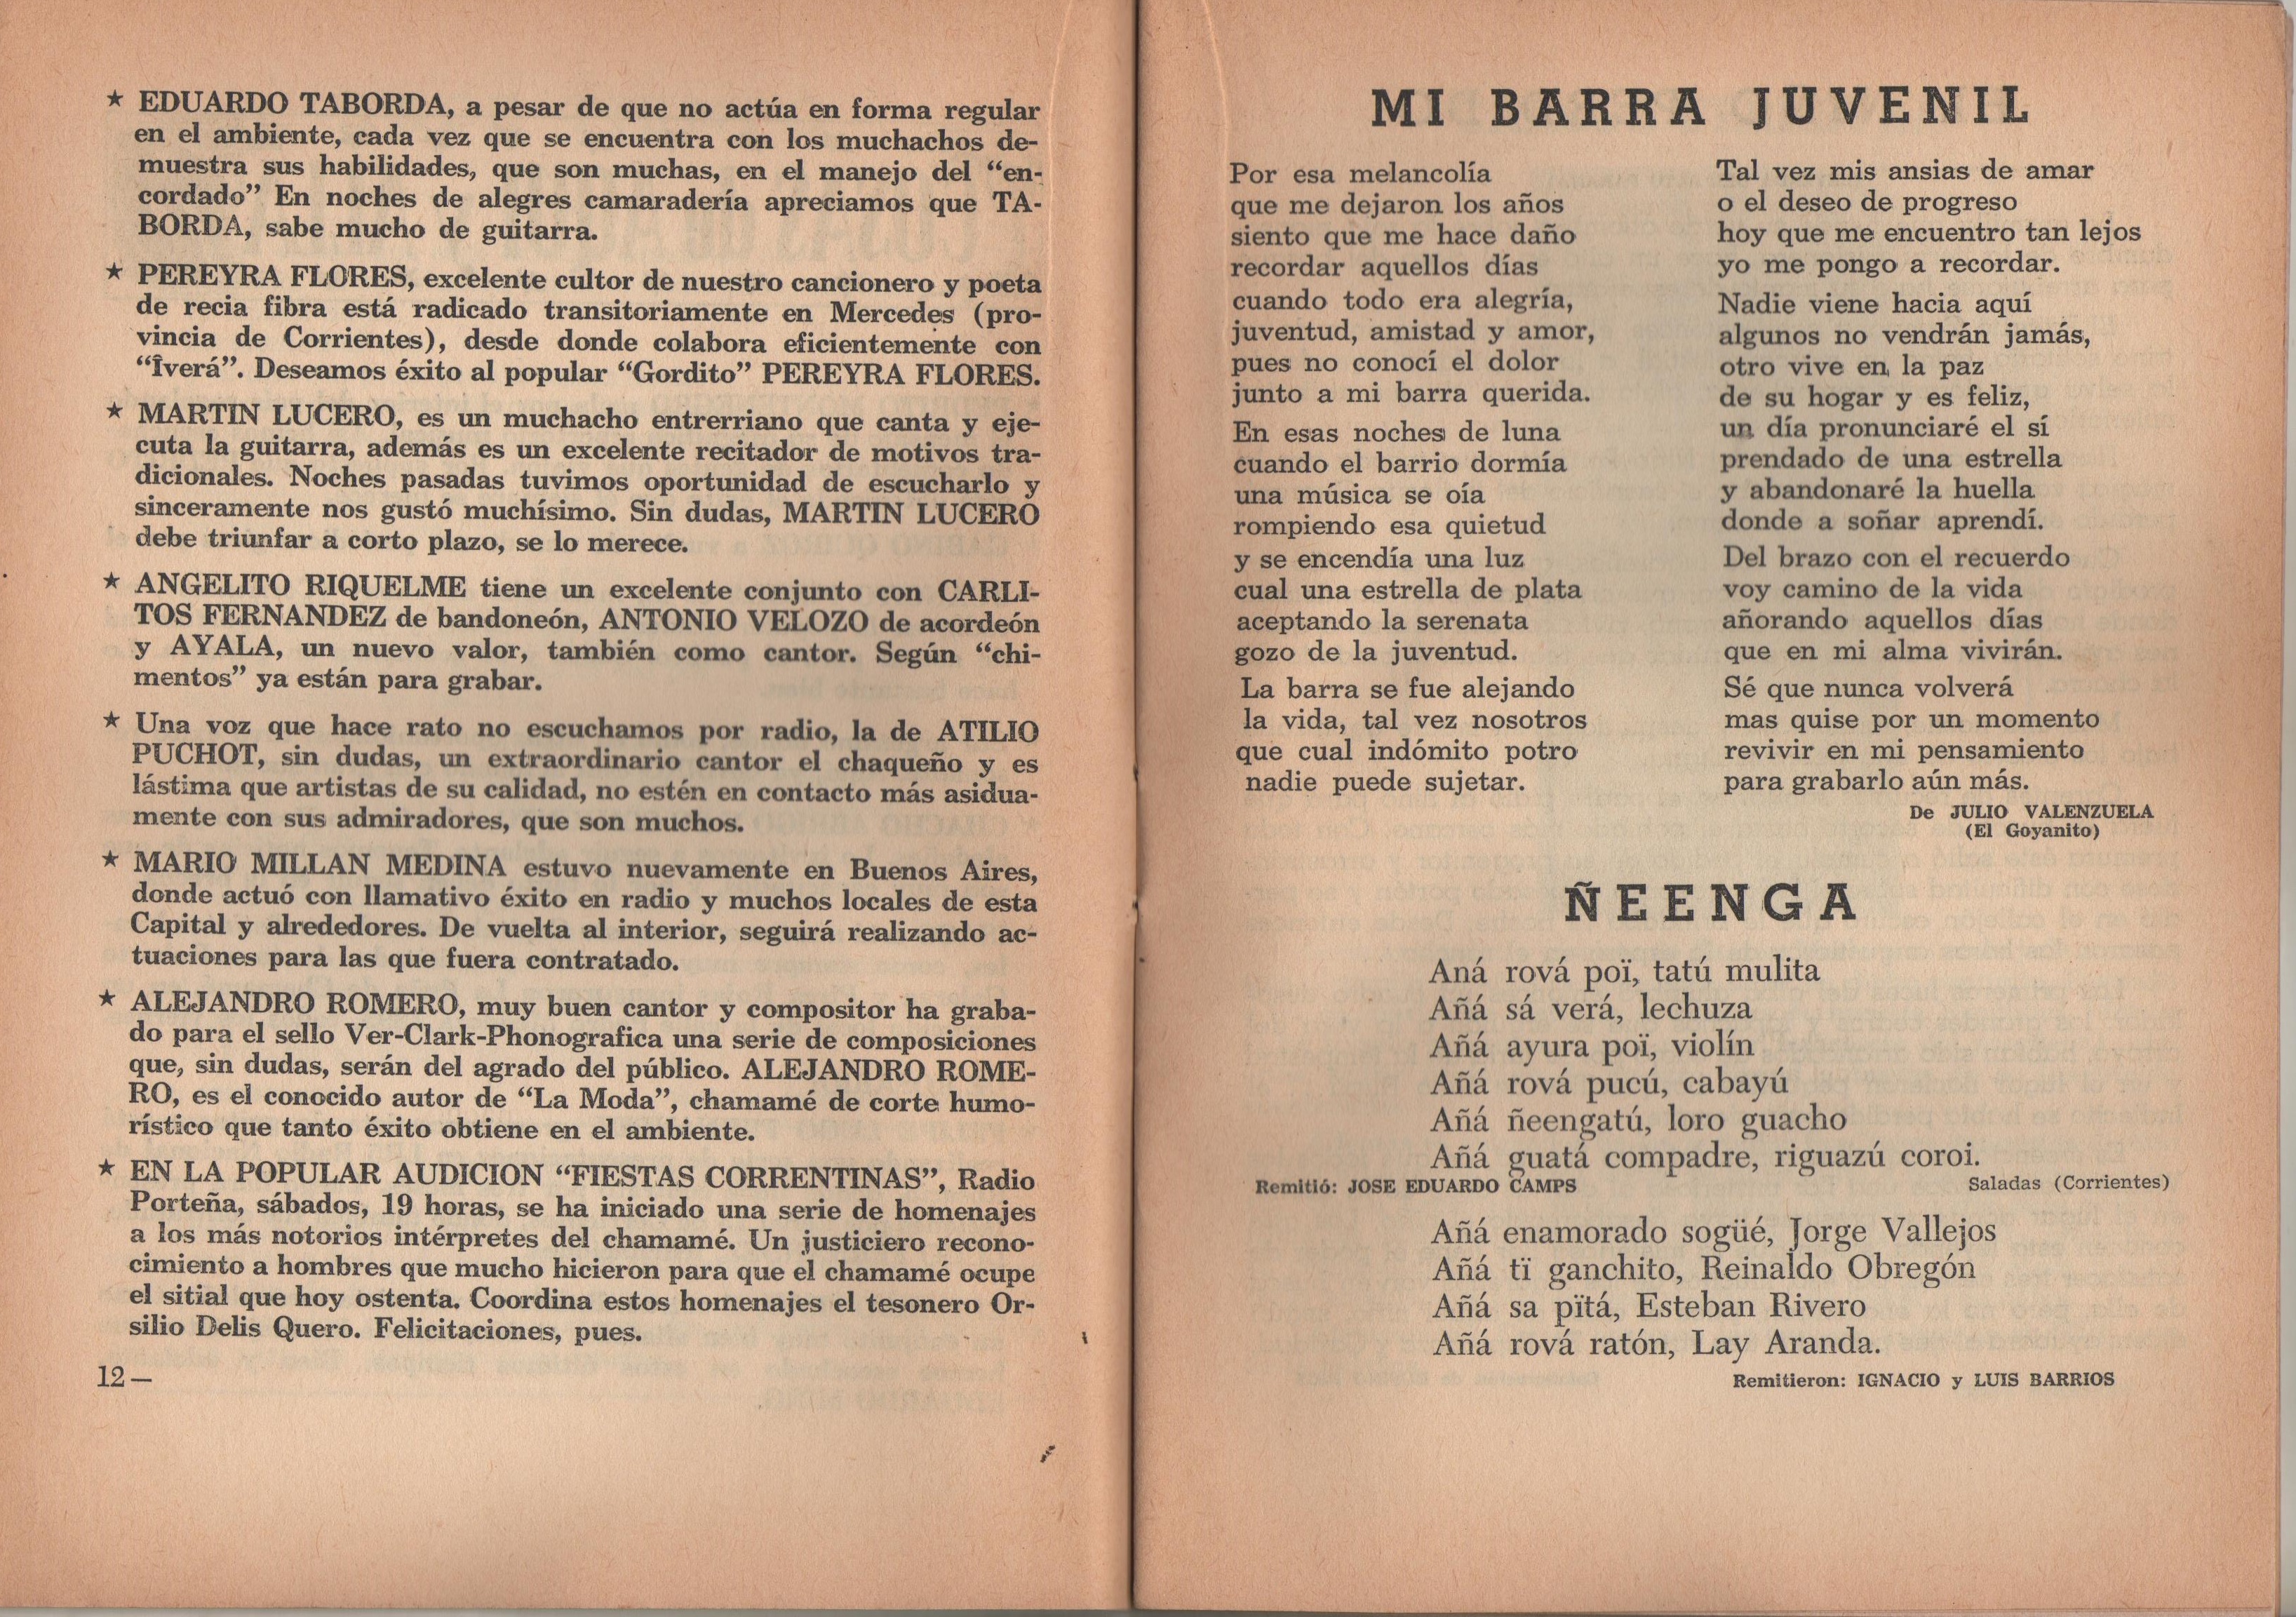 ★ EDUARDO TABORDA, a pesar de que no actúa en forma regular
en el ambiente, cada vez que se encuentra con los muchachos de-
muestra sus habilidades, que son muchas, en el manejo del “en-
cordado” En noches de alegres camaradería apreciamos que TA-
BORDA, sabe mucho de guitarra.
★ PEREYRA FLORES, excelente cultor de nuestro cancionero y poeta
de recia fibra está radicado transitoriamente en Mercedes (pro-
vincia de Corrientes), desde donde colabora eficientemente con
“Iverá”. Deseamos éxito al popular “Gordito” PEREYRA FLORES.
★ MARTIN LUCERO, es un muchacho entrerriano que canta y eje-
cuta la guitarra, además es un excelente recitador de motivos tra-
dicionales. Noches pasadas tuvimos oportunidad de escucharlo y
sinceramente nos gustó muchísimo. Sin dudas, MARTIN LUCERO
debe triunfar a corto plazo, se lo merece.
★ ANGELITO RIQUELME tiene un excelente conjunto con CARLI-
TOS FERNANDEZ de bandoneón, ANTONIO VELOZO de acordeón
y AYALA, un nuevo valor, también como cantor. Según “chi-
mentos” ya están para grabar.
★ Una voz que hace rato no escuchamos por radio, la de ATILIO
PUCHOT, sin dudas, un extraordinario cantor el chaqueño y es
lástima que artistas de su calidad, no estén en contacto más asidua-
mente con sus admiradores, que son muchos.
★ MARIO MILLAN MEDINA estuvo nuevamente en Buenos Aires,
donde actuó con llamativo éxito en radio y muchos locales de esta
Capital y alrededores. De vuelta al interior, seguirá realizando ac-
tuaciones para las que fuera contratado.
★ ALEJANDRO ROMERO, muy buen cantor y compositor ha graba-
do para el sello Ver-Clark-Phonografica una serie de composiciones
que, sin dudas, serán del agrado del público. ALEJANDRO ROME-
RO, es el conocido autor de “La Moda”, chamamé de corte humo-
rístico que tanto éxito obtiene en el ambiente.
★ EN LA POPULAR AUDICION “FIESTAS CORRENTINAS”, Radio
Porteña, sábados, 19 horas, se ha iniciado una serie de homenajes
a los más notorios intérpretes del chamamé. Un justiciero recono-
cimiento a hombres que mucho hicieron para que el chamamé ocupe
el sitial que hoy ostenta. Coordina estos homenajes el tesonero Or-
silio Delis Quero. Felicitaciones, pues.
12 —
MI BARRA JUVENIL
Por esa melancolía
que me dejaron los años
siento que me hace daño
recordar aquellos días
cuando todo era alegría,
juventud, amistad y amor,
pues no conocí el dolor
junto a mi barra querida.
En esas noches de luna
cuando el barrio dormía
una música se oía
rompiendo esa quietud
y se encendía una luz
cual una estrella de plata
aceptando la serenata
gozo de la juventud.
La barra se fue alejando
la vida, tal vez nosotros
que cual indómito potro
nadie puede sujetar.
Tal vez mis ansias de amar
o el deseo de progreso
hoy que me encuentro tan lejos
yo me pongo a recordar.
Nadie viene hacia aquí
algunos no vendrán jamás,
otro vive en la paz
de su hogar y es feliz,
un día pronunciaré el sí
prendado de una estrella
y abandonaré la huella
donde a soñar aprendí.
Del brazo con el recuerdo
voy camino de la vida
añorando aquellos días
que en mi alma vivirán.
Sé que nunca volverá
mas quise por un momento
revivir en mi pensamiento
para grabarlo aún más.
De JULIO VALENZUELA
(El Goyanito)
ÑEENGA
Aná rová poï, tatú mulita
Añá sá verá, lechuza
Añá ayura poï, violín
Añá rová pucú, cabayú
Añá ñeengatú, loro guacho
Añá guatá compadre, riguazú coroi.
Remitió: JOSE EDUARDO CAMPS Saladas (Corrientes)
Añá enamorado sogüé, Jorge Vallejos
Añá tï ganchito, Reinaldo Obregón
Añá sa pïtá, Esteban Rivero
Añá rová ratón, Lay Aranda.
Remitieron: IGNACIO y LUIS BARRIOS